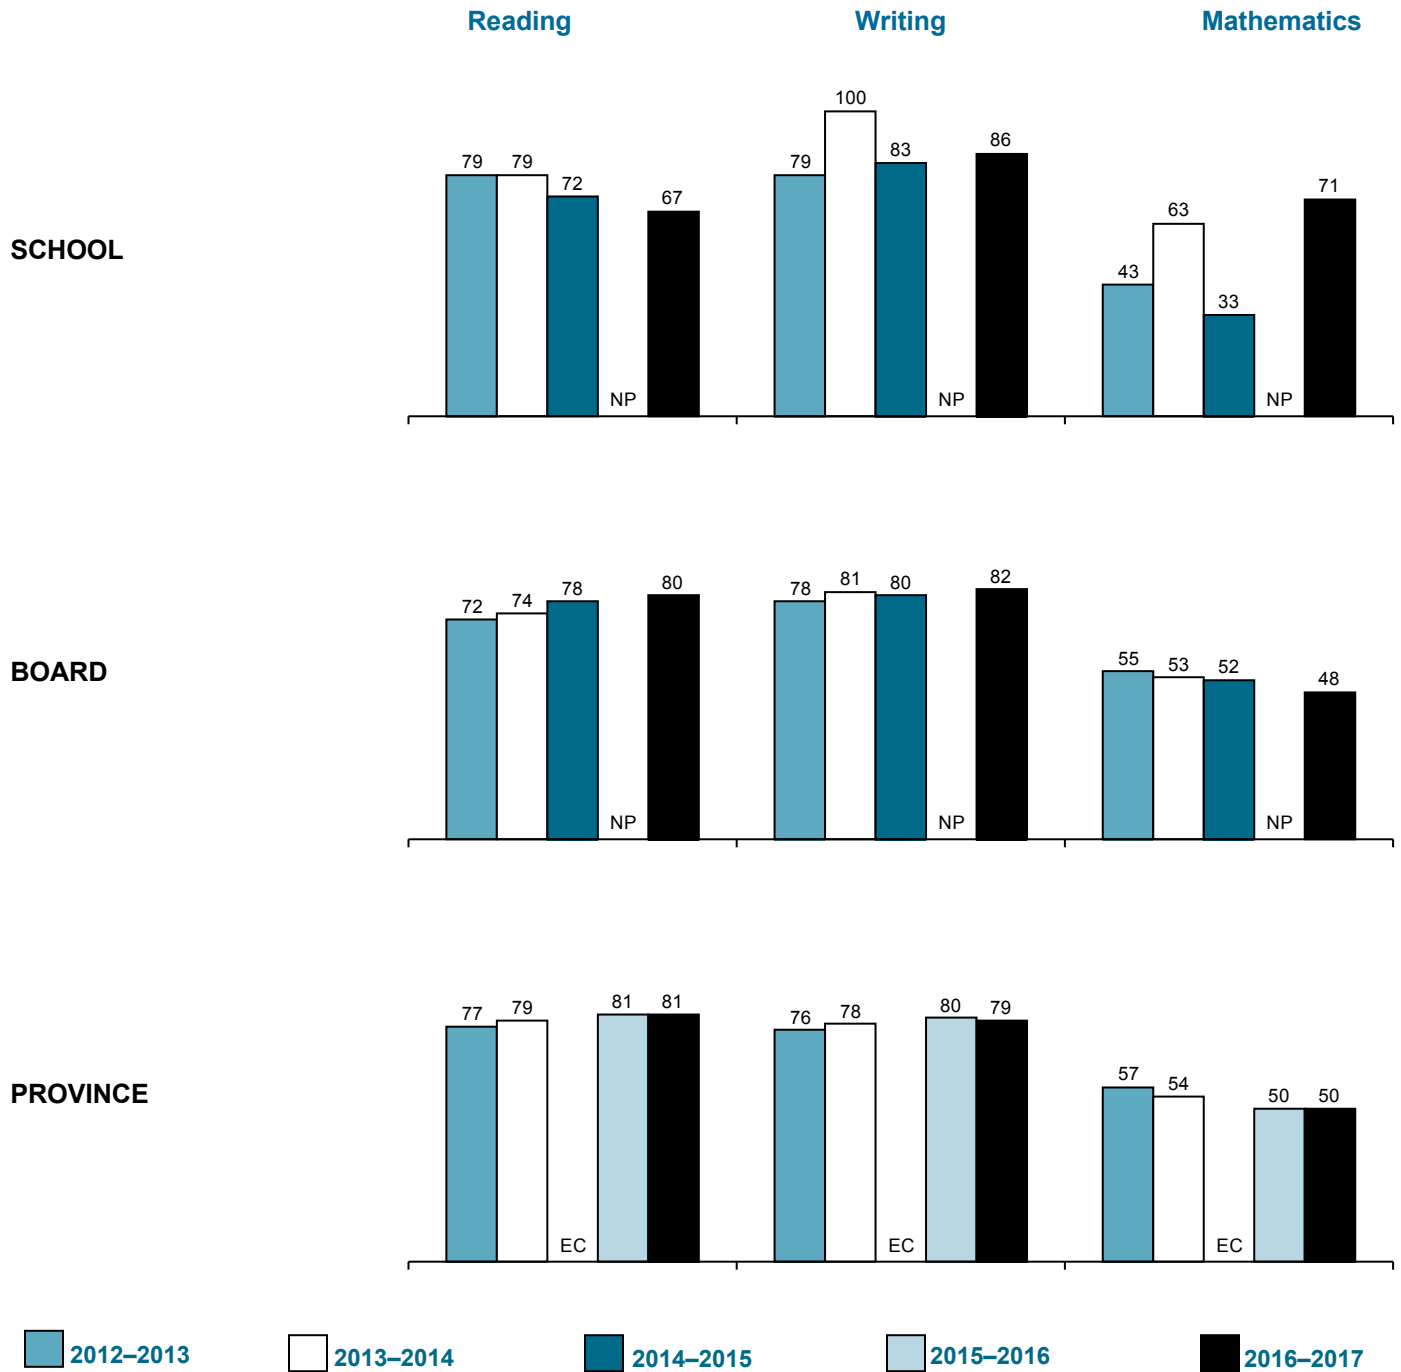 Reading Writing Mathematics
SCHOOL
79 79 72 NP 67
79 100 83 NP 86
43 63 33 NP 71
BOARD
72 74 78 NP 80
78 81 80 NP 82
55 53 52 NP 48
PROVINCE
77 79 EC 81 81
76 78 EC 80 79
57 54 EC 50 50
2012–2013 2013–2014 2014–2015 2015–2016 2016–2017